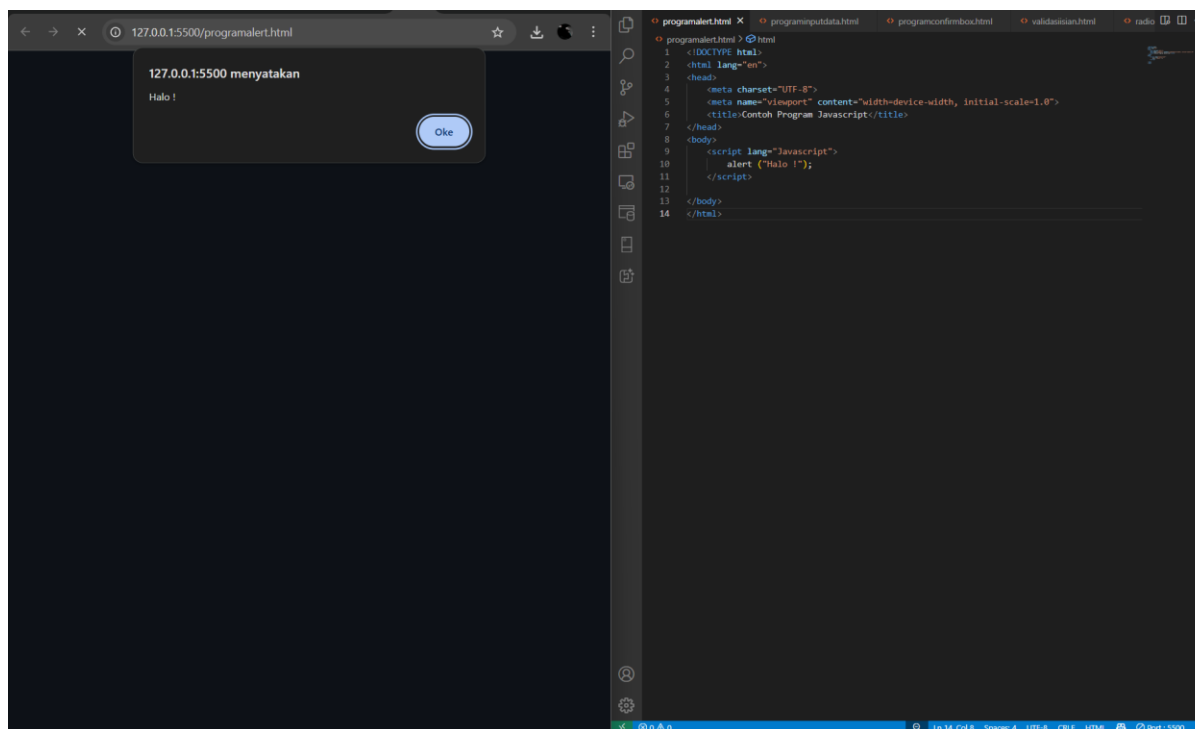 127.0.0.1:5500/programalert.html
127.0.0.1:5500 menyatakan
Halo !
Oke
programalert.html
programinputdata.html
programconfirmbox.html
validasiisian.html
radio
programalert.html > html
1 <!DOCTYPE html>
2 <html lang="en">
3 <head>
4 <meta charset="UTF-8">
5 <meta name="viewport" content="width=device-width, initial-scale=1.0">
6 <title>Contoh Program Javascript</title>
7 </head>
8 <body>
9 <script lang="Javascript">
10 alert ("Halo !");
11 </script>
12
13 </body>
14 </html>
0 0
Ln 14, Col 8 Spaces: 4 UTF-8 CRLF HTML Port : 5500